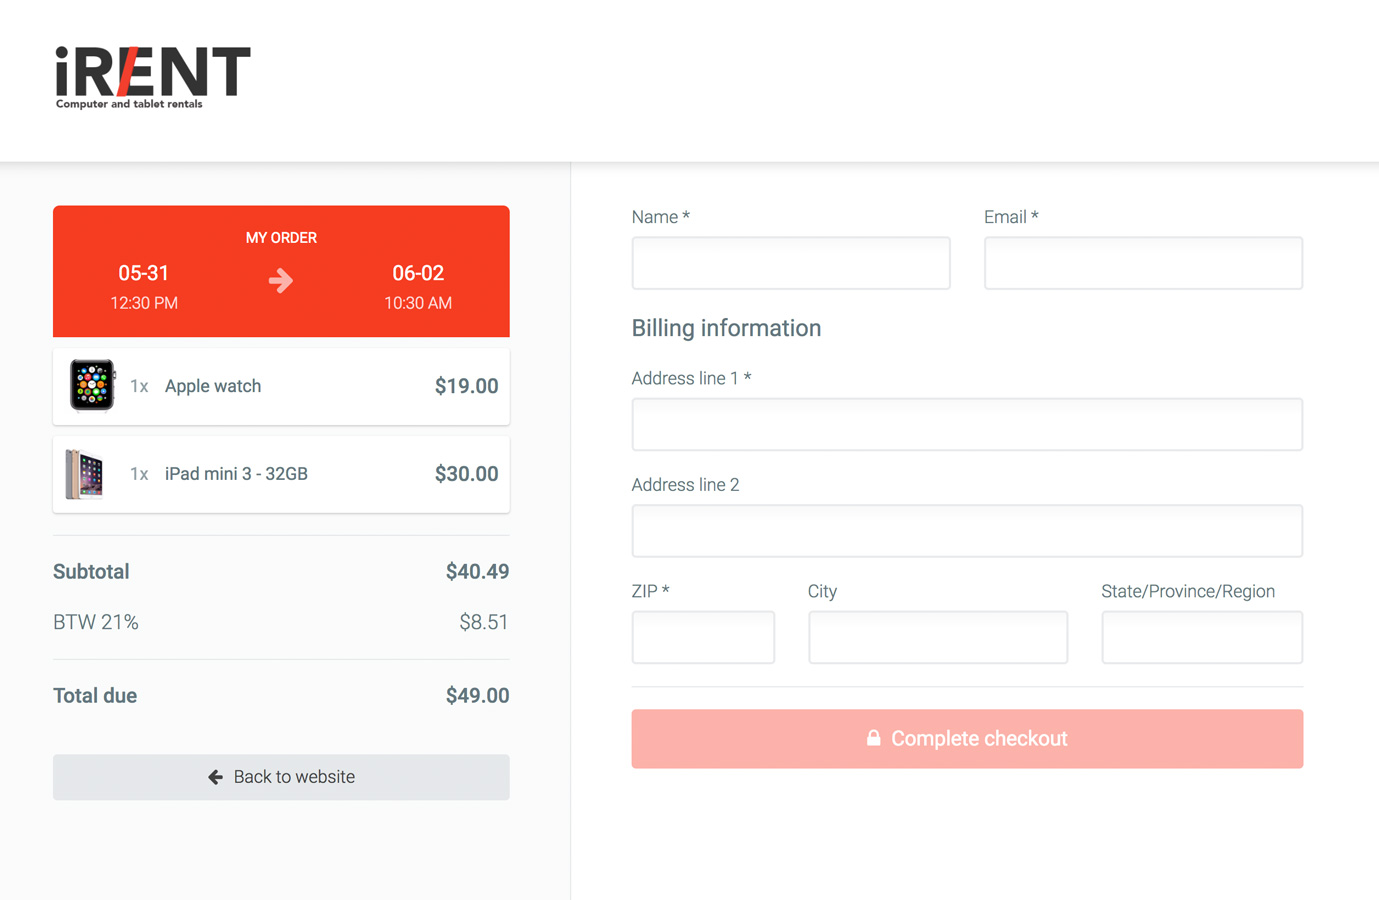 iRENT
Computer and tablet rentals
MY ORDER
05-31
06-02
12:30 PM
10:30 AM
1x Apple watch $19.00
1x iPad mini 3 - 32GB $30.00
Subtotal $40.49
BTW 21% $8.51
Total due $49.00
Back to website
Name * Email *
Billing information
Address line 1 *
Address line 2
ZIP * City State/Province/Region
Complete checkout